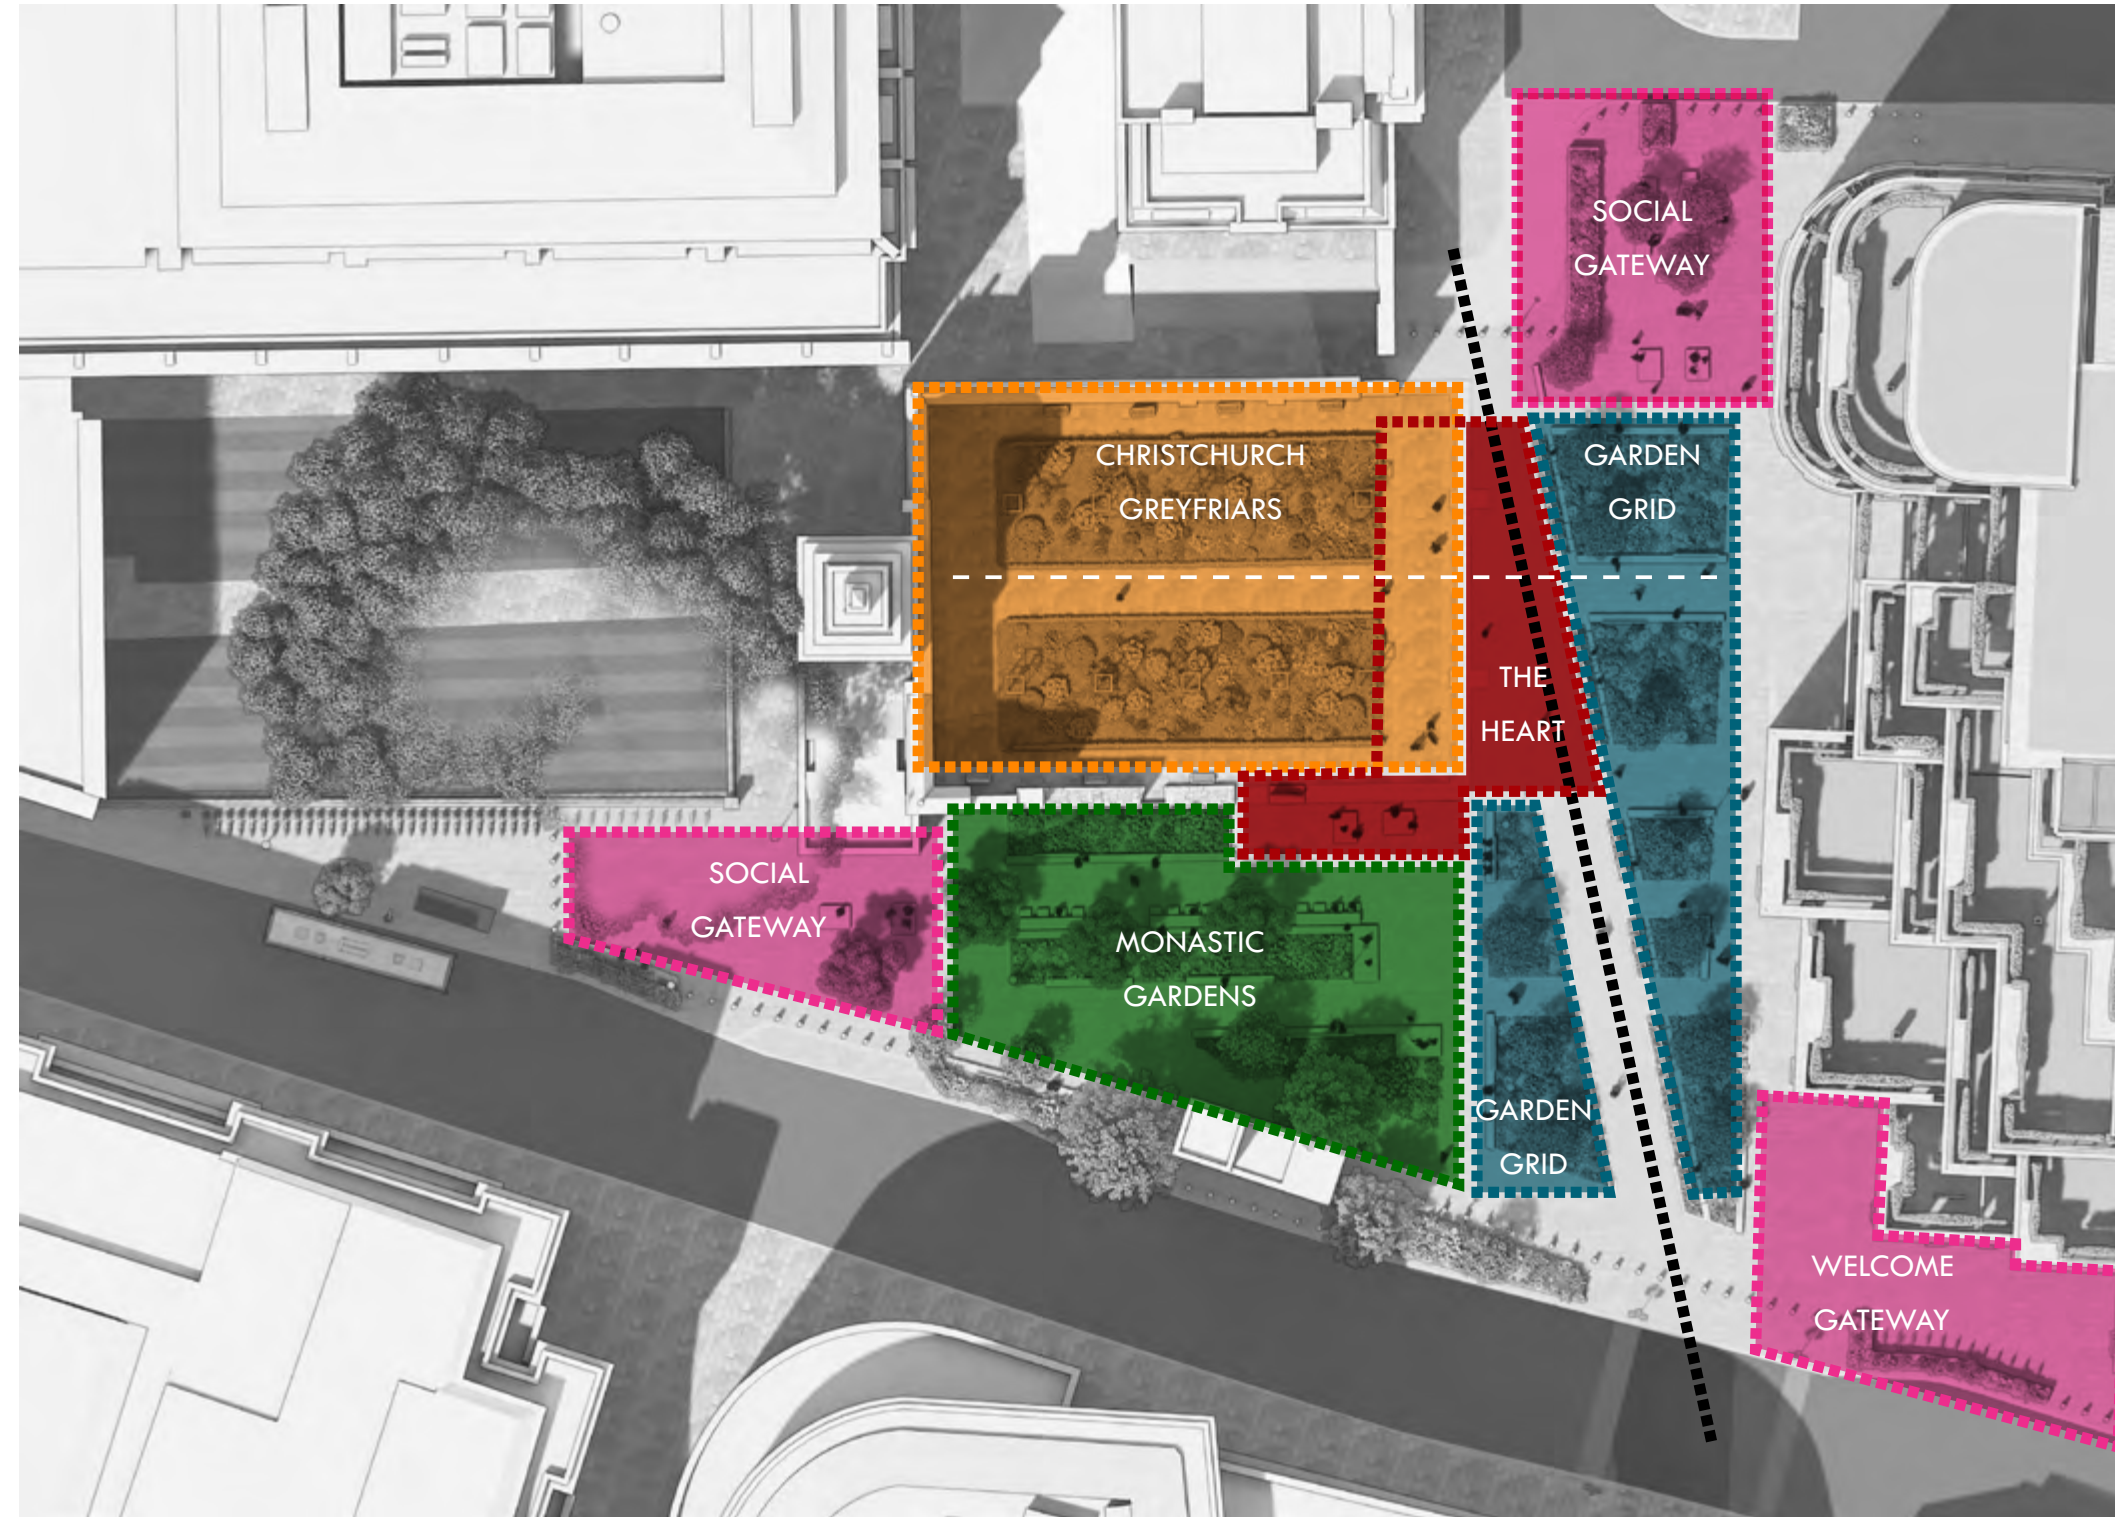 SOCIAL
GATEWAY
CHRISTCHURCH
GREYFRIARS
GARDEN
GRID
THE
HEART
SOCIAL
GATEWAY
MONASTIC
GARDENS
GARDEN
GRID
WELCOME
GATEWAY